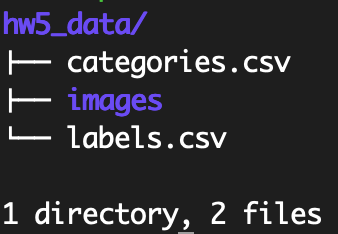 hw5_data/
├── categories.csv
├── images
└── labels.csv
1 directory, 2 files